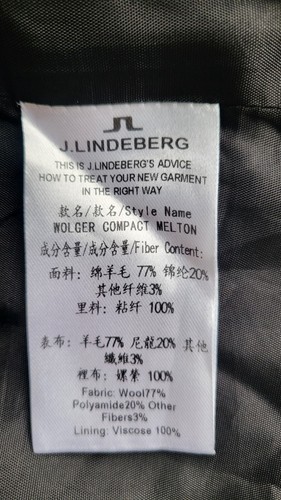 J.LINDEBERG
THIS IS J.LINDEBERG'S ADVICE
HOW TO TREAT YOUR NEW GARMENT
IN THE RIGHT WAY
款名/款名/Style Name
WOLGER COMPACT MELTON
成分含量/成分含量/Fiber Content:
面料: 绵羊毛 77% 锦纶20%
其他纤维3%
里料: 粘纤 100%
表布: 羊毛77% 尼龍20% 其他
纖維3%
裡布: 嫘縈 100%
Fabric: Wool77%
Polyamide20% Other
Fibers3%
Lining: Viscose 100%